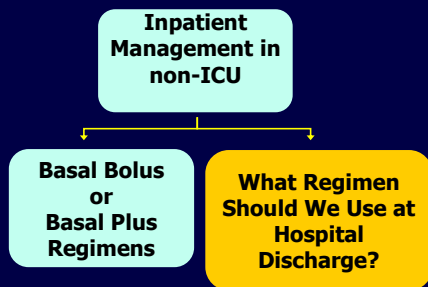 Inpatient
Management in
non-ICU
Basal Bolus
or
Basal Plus
Regimens
What Regimen
Should We Use at
Hospital
Discharge?